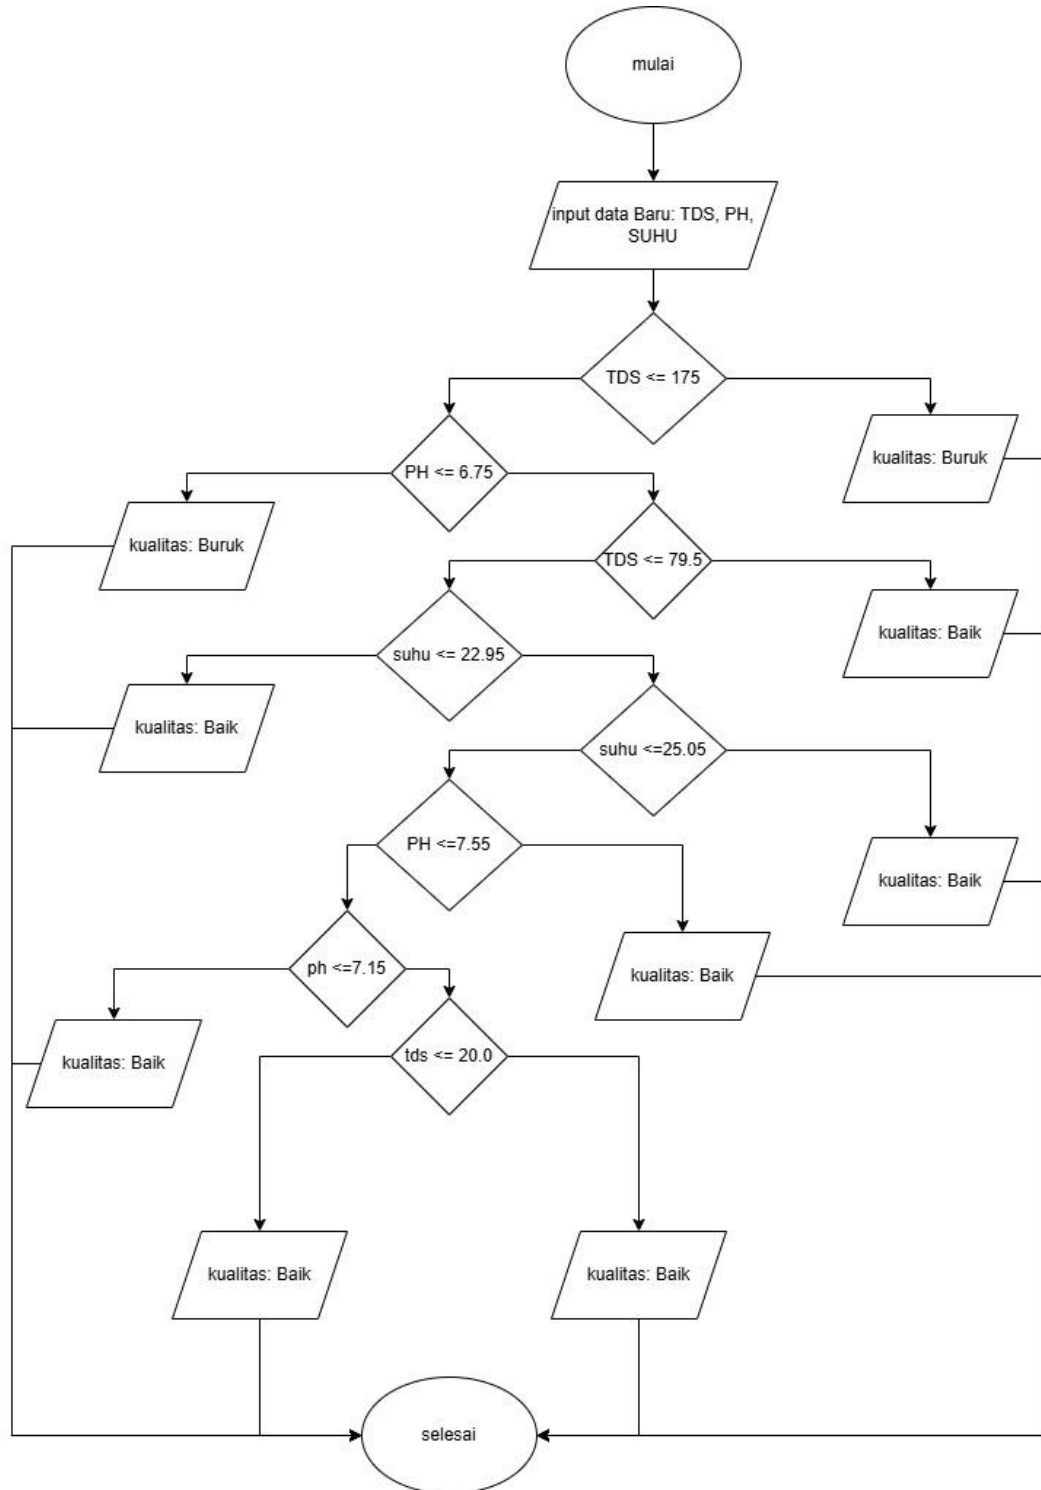 mulai
input data Baru: TDS, PH,
SUHU
TDS <= 175
kualitas: Buruk
PH <= 6.75
kualitas: Buruk
TDS <= 79.5
kualitas: Baik
suhu <= 22.95
kualitas: Baik
suhu <=25.05
kualitas: Baik
PH <=7.55
kualitas: Baik
ph <=7.15
kualitas: Baik
tds <= 20.0
kualitas: Baik
kualitas: Baik
selesai